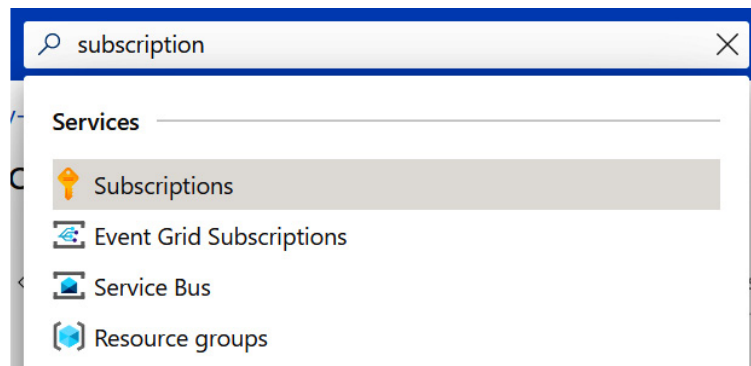 subscription
Services
Subscriptions
Event Grid Subscriptions
Service Bus
Resource groups